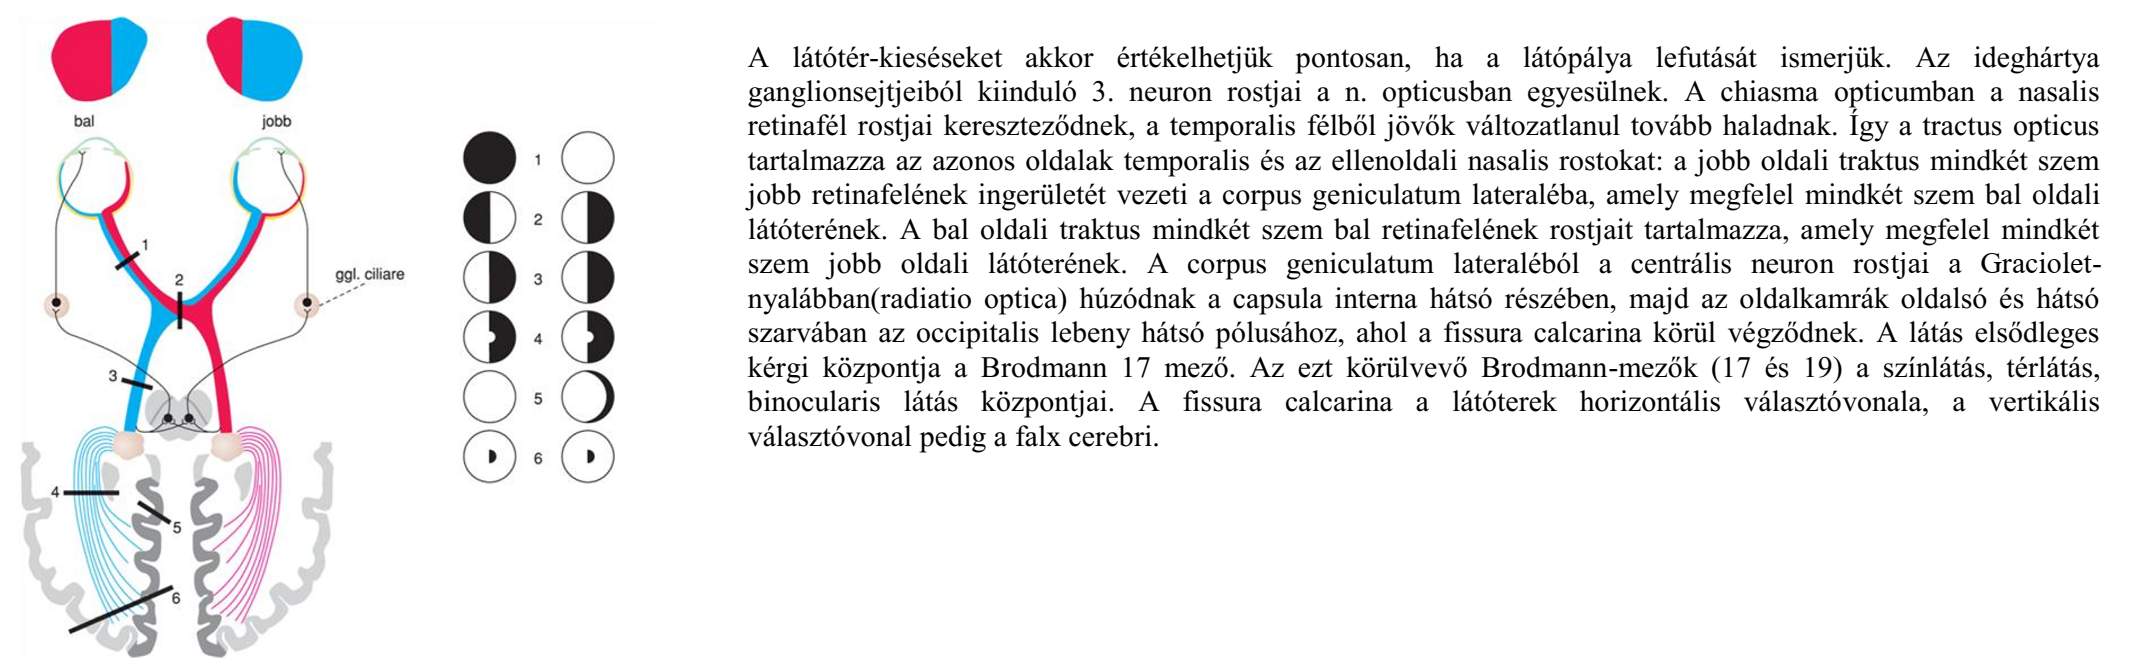 bal
jobb
1
2
ggl. ciliare
3
4
5
6
1
2
3
4
5
6
A látótér-kieséseket akkor értékelhetjük pontosan, ha a látópálya lefutását ismerjük. Az ideghártya
ganglionsejtjeiból kiinduló 3. neuron rostjai a n. opticusban egyesülnek. A chiasma opticumban a nasalis
retinafél rostjai kereszteződnek, a temporalis félből jövők változatlanul tovább haladnak. Így a tractus opticus
tartalmazza az azonos oldalak temporalis és az ellenoldali nasalis rostokat: a jobb oldali traktus mindkét szem
jobb retinafelének ingerületét vezeti a corpus geniculatum lateraléba, amely megfelel mindkét szem bal oldali
látóterének. A bal oldali traktus mindkét szem bal retinafelének rostjait tartalmazza, amely megfelel mindkét
szem jobb oldali látóterének. A corpus geniculatum lateraléból a centrális neuron rostjai a Graciolet-
nyalábban(radiatio optica) húzódnak a capsula interna hátsó részében, majd az oldalkamrák oldalsó és hátsó
szarvában az occipitalis lebeny hátsó pólusához, ahol a fissura calcarina körül végződnek. A látás elsődleges
kérgi központja a Brodmann 17 mező. Az ezt körülvevő Brodmann-mezők (17 és 19) a színlátás, térlátás,
binocularis látás központjai. A fissura calcarina a látóterek horizontális választóvonala, a vertikális
választóvonal pedig a falx cerebri.